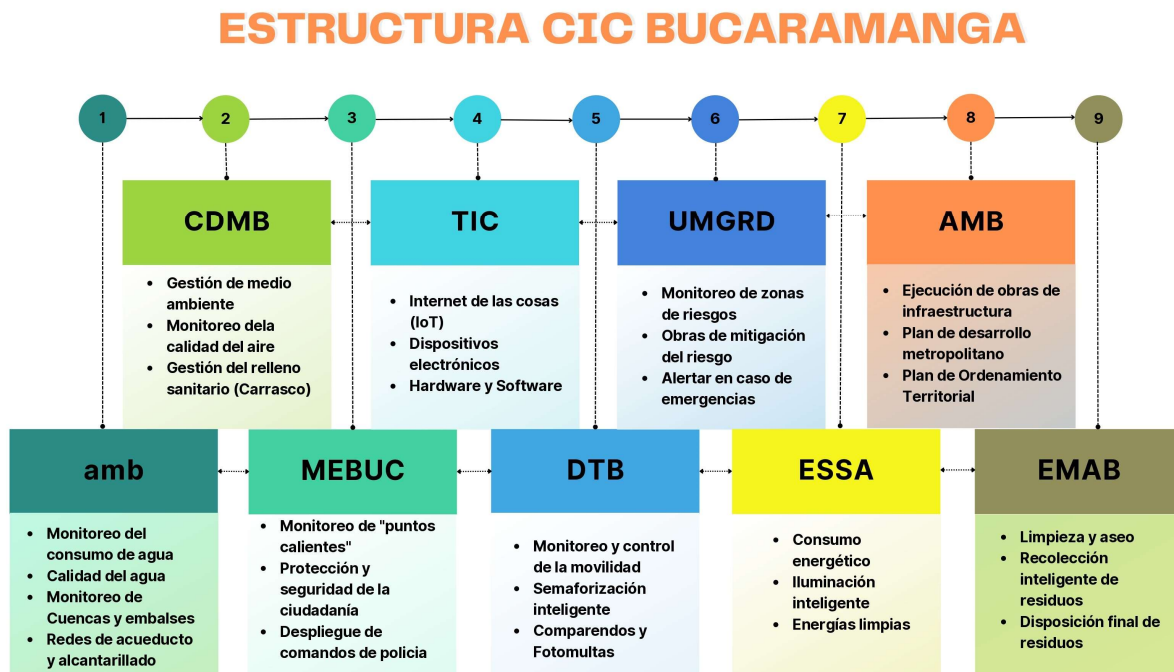 ESTRUCTURA CIC BUCARAMANGA
1
2
3
4
5
6
7
8
9
CDMB
• Gestión de medio
ambiente
• Monitoreo dela
calidad del aire
• Gestión del relleno
sanitario (Carrasco)
TIC
• Internet de las cosas
(IoT)
• Dispositivos
electrónicos
• Hardware y Software
UMGRD
• Monitoreo de zonas
de riesgos
• Obras de mitigación
del riesgo
• Alertar en caso de
emergencias
AMB
• Ejecución de obras de
infraestructura
• Plan de desarrollo
metropolitano
• Plan de Ordenamiento
Territorial
amb
• Monitoreo del
consumo de agua
• Calidad del agua
• Monitoreo de
Cuencas y embalses
• Redes de acueducto
y alcantarillado
MEBUC
• Monitoreo de "puntos
calientes"
• Protección y
seguridad de la
ciudadanía
• Despliegue de
comandos de policia
DTB
• Monitoreo y control
de la movilidad
• Semaforización
inteligente
• Comparendos y
Fotomultas
ESSA
• Consumo
energético
• Iluminación
inteligente
• Energías limpias
EMAB
• Limpieza y aseo
• Recolección
inteligente de
residuos
• Disposición final de
residuos